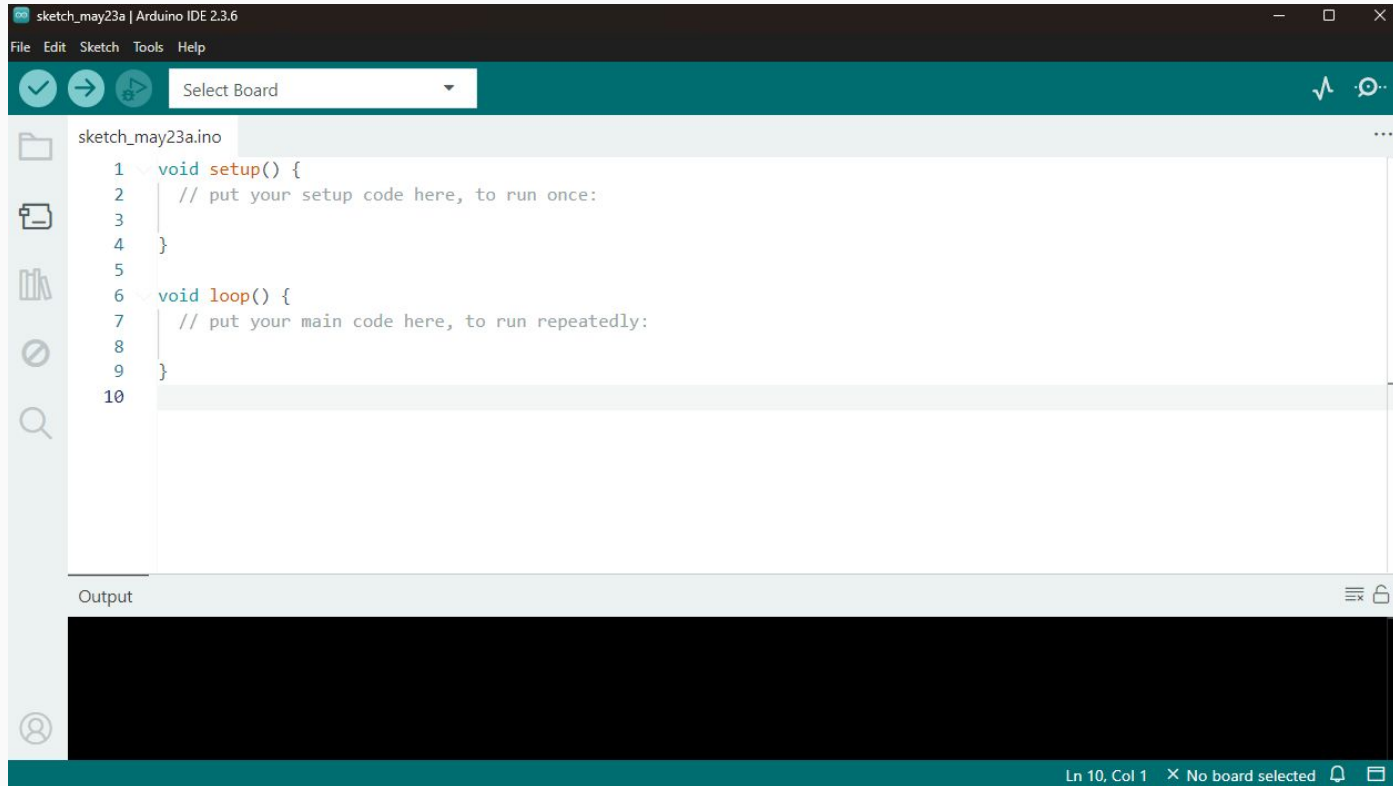 sketch_may23a | Arduino IDE 2.3.6
File Edit Sketch Tools Help
Select Board
sketch_may23a.ino
1 void setup() {
2 // put your setup code here, to run once:
3
4 }
5
6 void loop() {
7 // put your main code here, to run repeatedly:
8
9 }
10
Output
Ln 10, Col 1 × No board selected